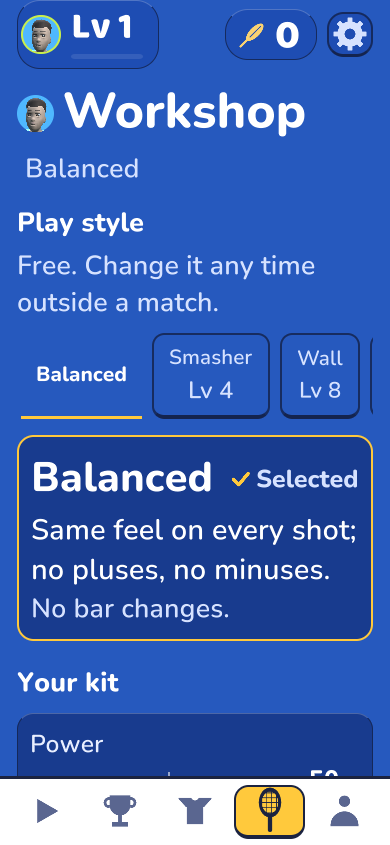 Lv 1
0
Workshop
Balanced
Play style
Free. Change it any time
outside a match.
Balanced
Smasher
Lv 4
Wall
Lv 8
Balanced
Selected
Same feel on every shot;
no pluses, no minuses.
No bar changes.
Your kit
Power
50